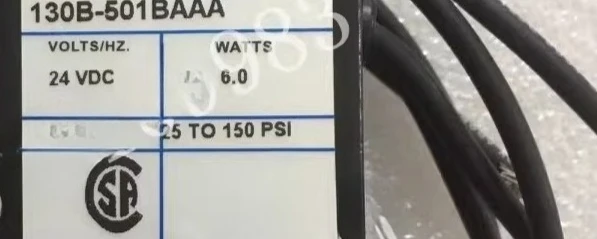 130B-501BAAA
VOLTS/HZ. WATTS
24 VDC 6.0
25 TO 150 PSI